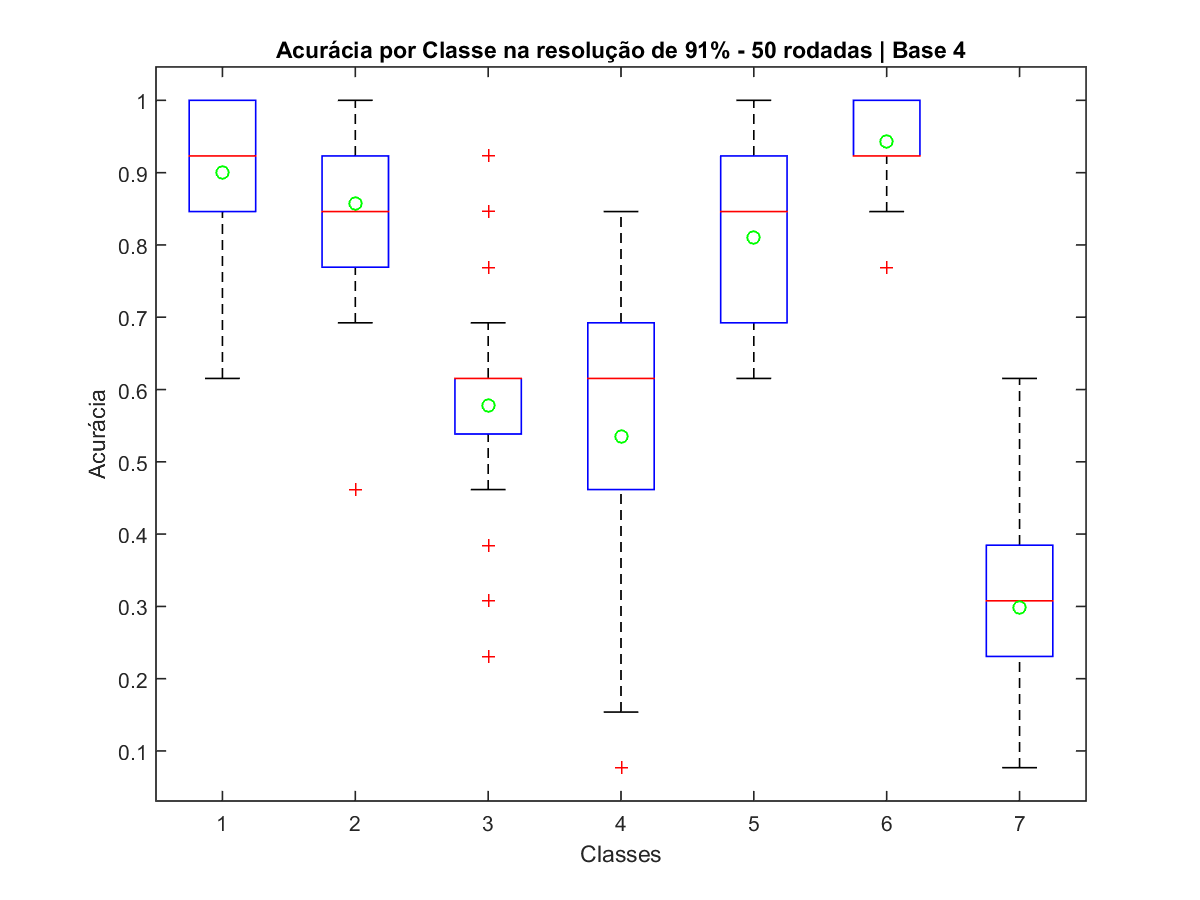 Acurácia por Classe na resolução de 91% - 50 rodadas | Base 4
1
0.9
0.8
0.7
0.6
0.5
0.4
0.3
0.2
0.1
Acurácia
1 2 3 4 5 6 7
Classes